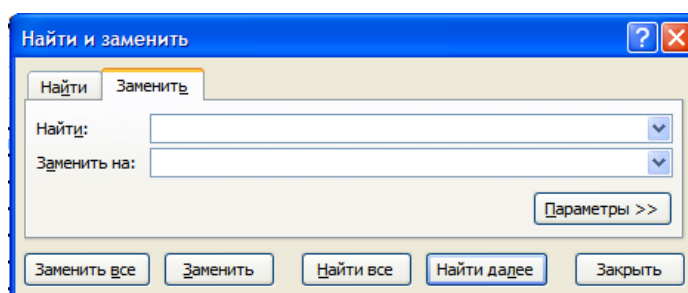 Найти и заменить
Найти Заменить
Найти:
Заменить на:
Параметры >>
Заменить все Заменить Найти все Найти далее Закрыть